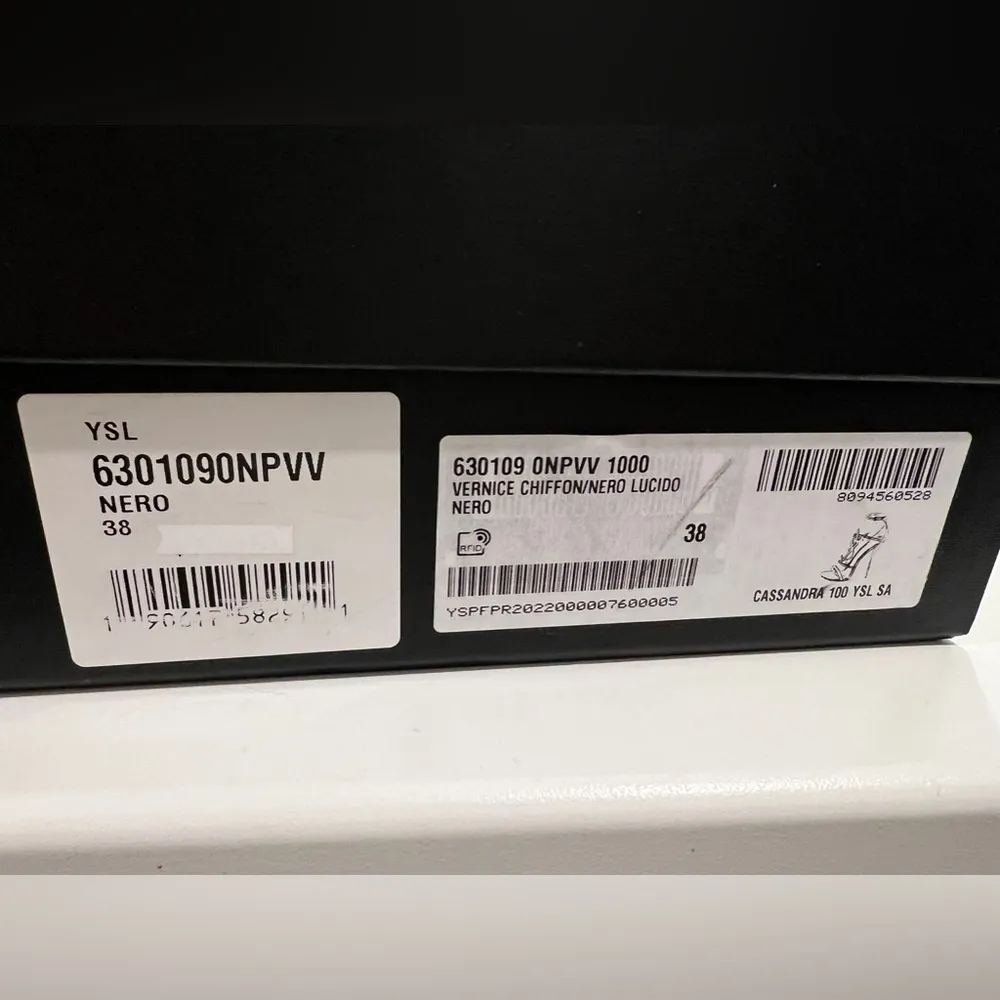 YSL
6301090NPVV
NERO
38
630109 0NPVV 1000
VERNICE CHIFFON/NERO LUCIDO
NERO
38
RFID
YSPFPR2022000007600005
8094560528
CASSANDRA 100 YSL SA